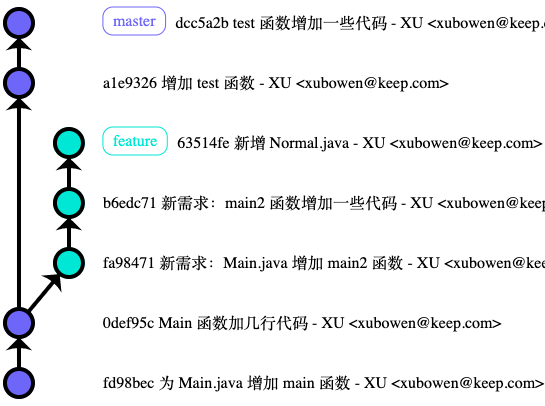 master dcc5a2b test 函数增加一些代码 - XU <xubowen@keep.
a1e9326 增加 test 函数 - XU <xubowen@keep.com>
feature 63514fe 新增 Normal.java - XU <xubowen@keep.com>
b6edc71 新需求：main2 函数增加一些代码 - XU <xubowen@keep.com
fa98471 新需求：Main.java 增加 main2 函数 - XU <xubowen@kee
0def95c Main 函数加几行代码 - XU <xubowen@keep.com>
fd98bec 为 Main.java 增加 main 函数 - XU <xubowen@keep.com>